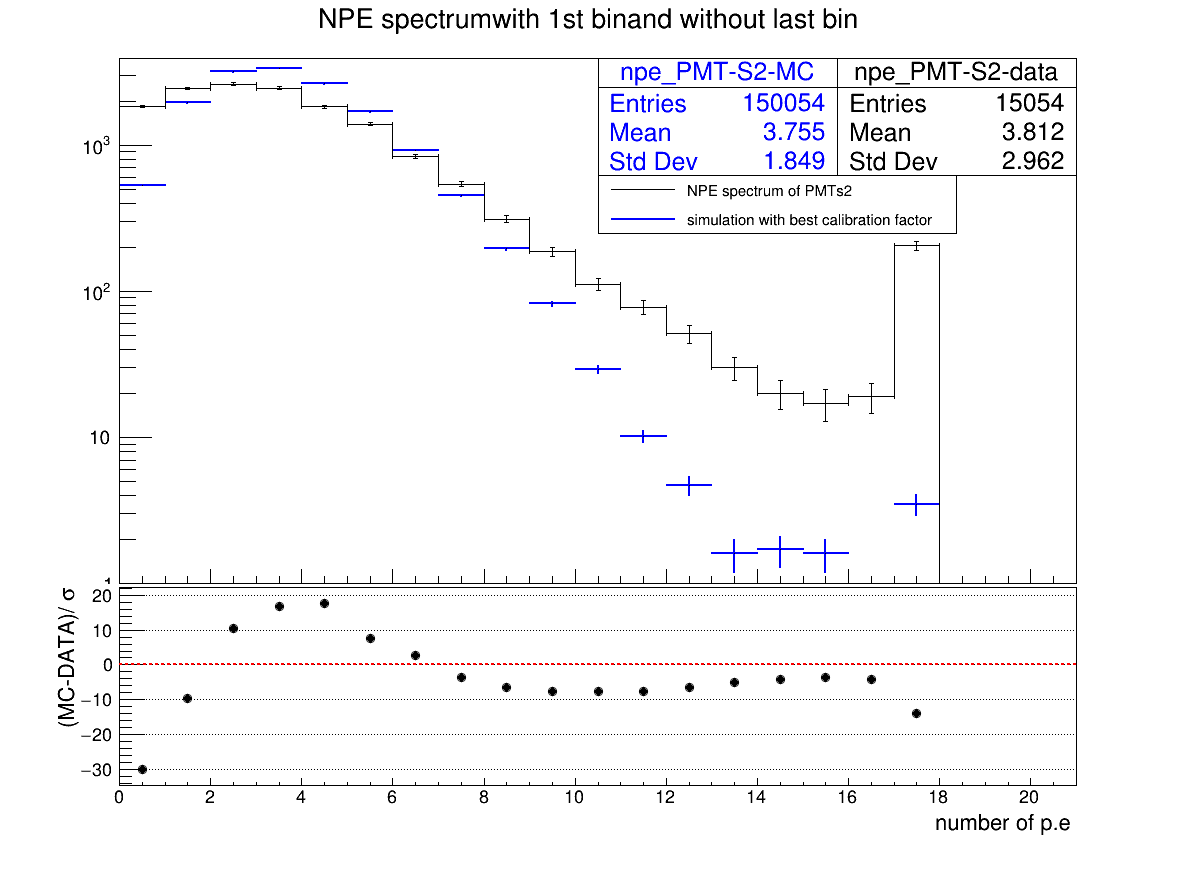 NPE spectrumwith 1st binand without last bin
npe_PMT-S2-MC
Entries 150054
Mean 3.755
Std Dev 1.849
npe_PMT-S2-data
Entries 15054
Mean 3.812
Std Dev 2.962
NPE spectrum of PMTs2
simulation with best calibration factor
10³
10²
10
1
(MC-DATA)/ σ
20
10
0
−10
−20
−30
0 2 4 6 8 10 12 14 16 18 20
number of p.e